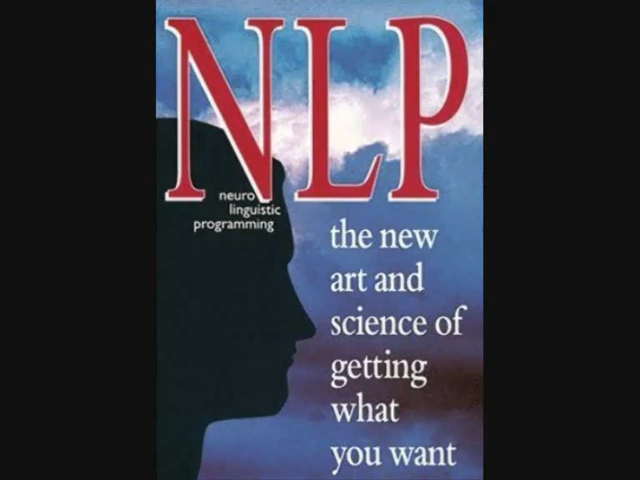 NLP
neuro
linguistic
programming
the new
art and
science of
getting
what
you want